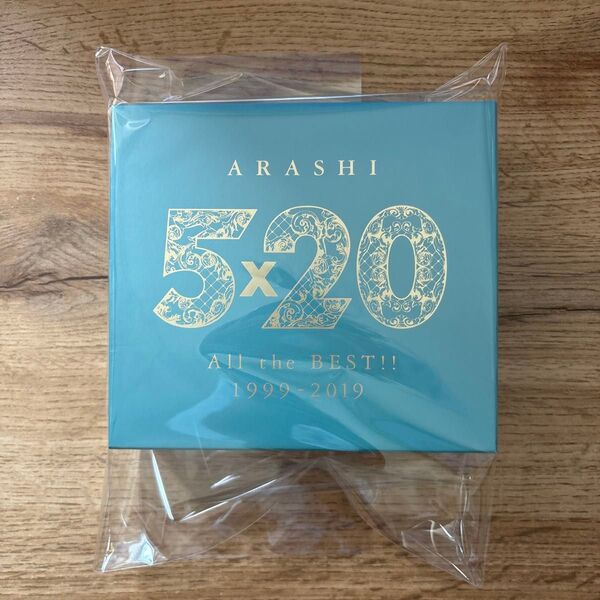 ARASHI
5x20
All the BEST!!
1999-2019